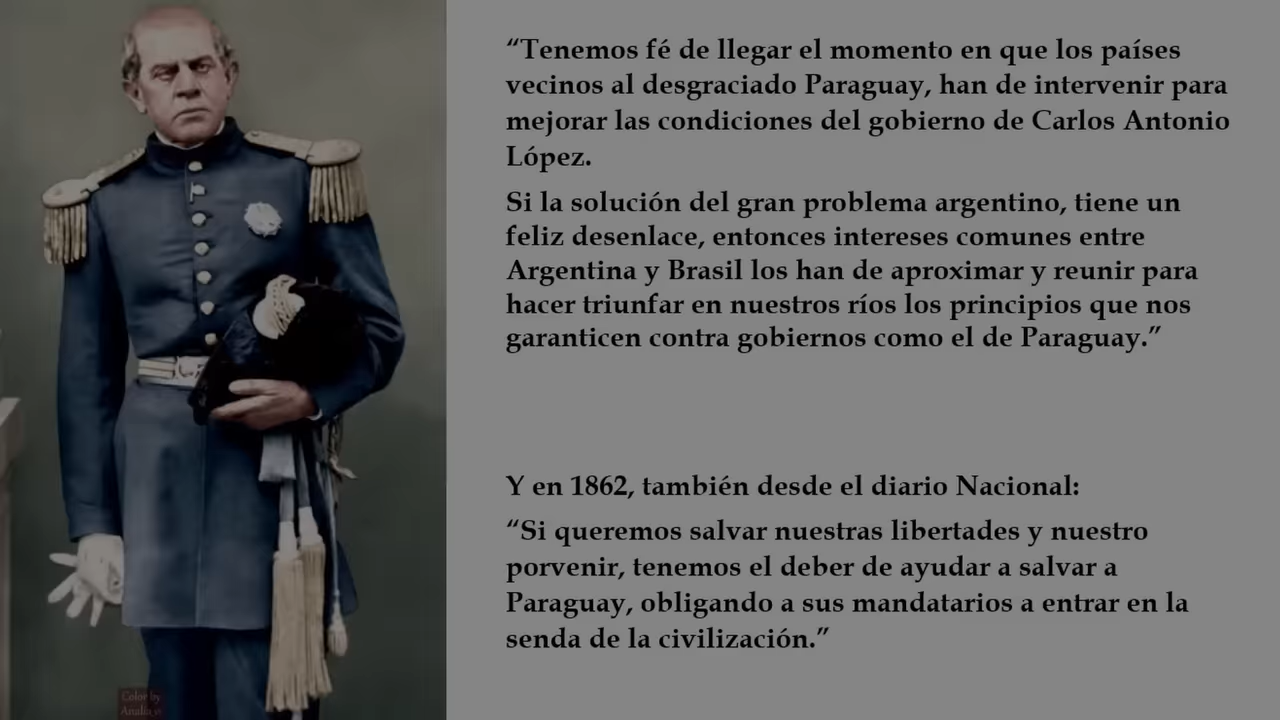 “Tenemos fé de llegar el momento en que los países
vecinos al desgraciado Paraguay, han de intervenir para
mejorar las condiciones del gobierno de Carlos Antonio
López.
Si la solución del gran problema argentino, tiene un
feliz desenlace, entonces intereses comunes entre
Argentina y Brasil los han de aproximar y reunir para
hacer triunfar en nuestros ríos los principios que nos
garanticen contra gobiernos como el de Paraguay.”
Y en 1862, también desde el diario Nacional:
“Si queremos salvar nuestras libertades y nuestro
porvenir, tenemos el deber de ayudar a salvar a
Paraguay, obligando a sus mandatarios a entrar en la
senda de la civilización.”
Color by